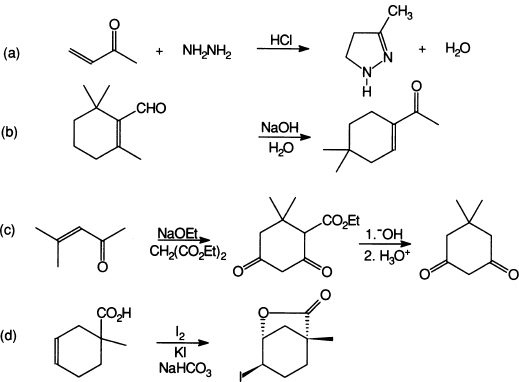 (a) O + NH₂NH₂ HCl CH₃ N N H + H₂O
(b) CHO NaOH H₂O O
(c) O NaOEt CH₂(CO₂Et)₂ O O CO₂Et 1.⁻OH 2. H₃O⁺ O O
(d) CO₂H I₂ KI NaHCO₃ O O I